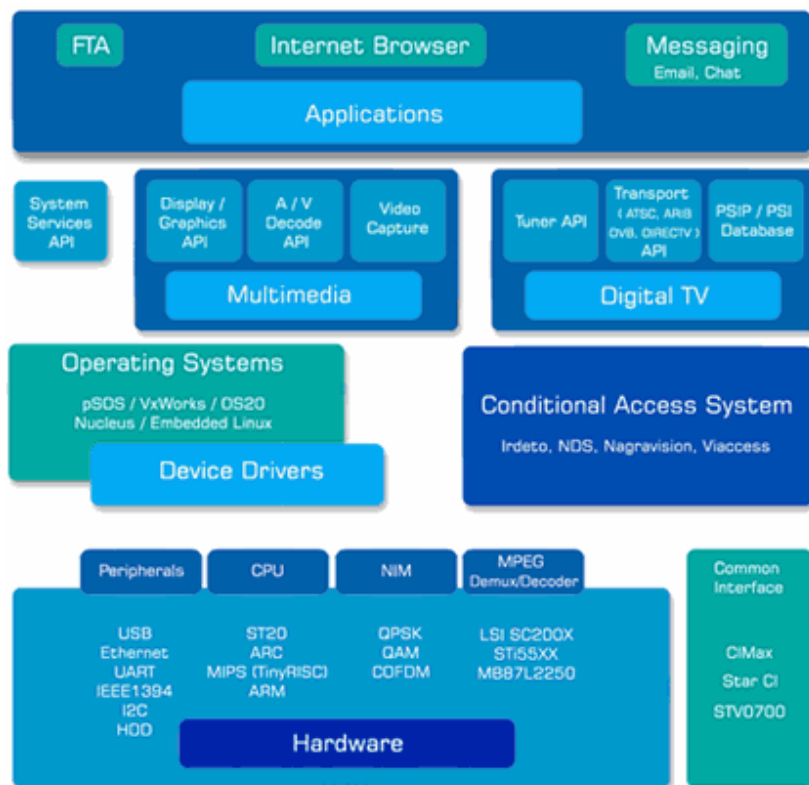 FTA
Internet Browser
Messaging
Email, Chat
Applications
System
Services
API
Display /
Graphics
API
A / V
Decode
API
Video
Capture
Multimedia
Tuner API
Transport
( ATSC, ARIB
DVB, DIRECTV )
API
PSIP / PSI
Database
Digital TV
Operating Systems
pSOS / VxWorks / OS20
Nucleus / Embedded Linux
Device Drivers
Conditional Access System
Irdeto, NDS, Nagravision, Viaccess
Peripherals
USB
Ethernet
UART
IEEE1394
I2C
HDD
CPU
ST20
ARC
MIPS (TinyRISC)
ARM
NIM
QPSK
QAM
COFDM
MPEG
Demux/Decoder
LSI SC200X
STi55XX
MB87L2250
Hardware
Common
Interface
CIMax
Star CI
STV0700